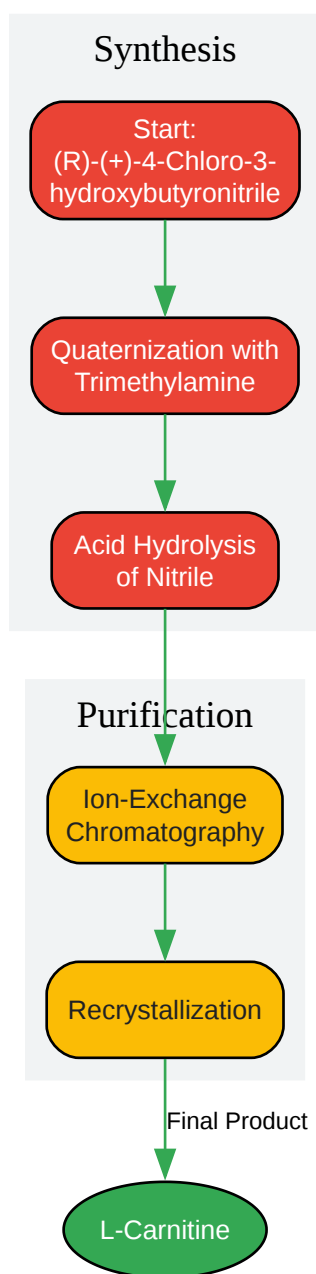 Synthesis
Start:
(R)-(+)-4-Chloro-3-
hydroxybutyronitrile
Quaternization with
Trimethylamine
Acid Hydrolysis
of Nitrile
Purification
Ion-Exchange
Chromatography
Recrystallization
Final Product
L-Carnitine